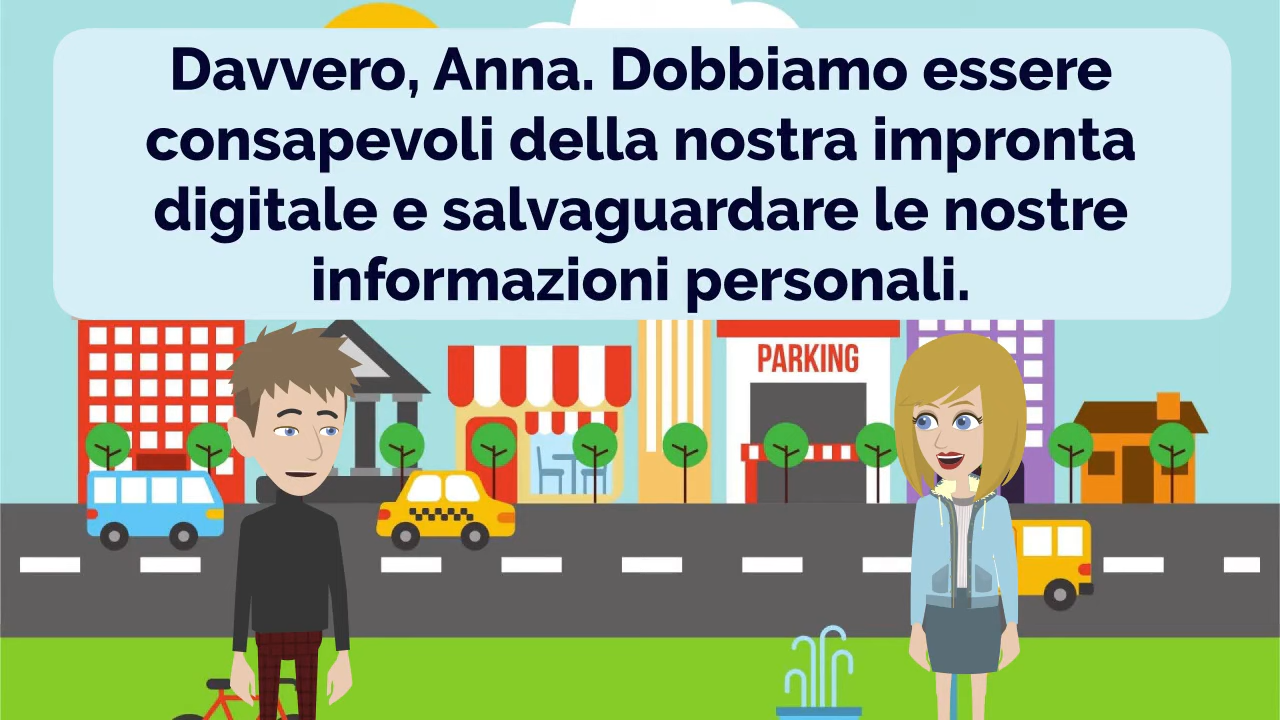 Davvero, Anna. Dobbiamo essere
consapevoli della nostra impronta
digitale e salvaguardare le nostre
informazioni personali.
PARKING